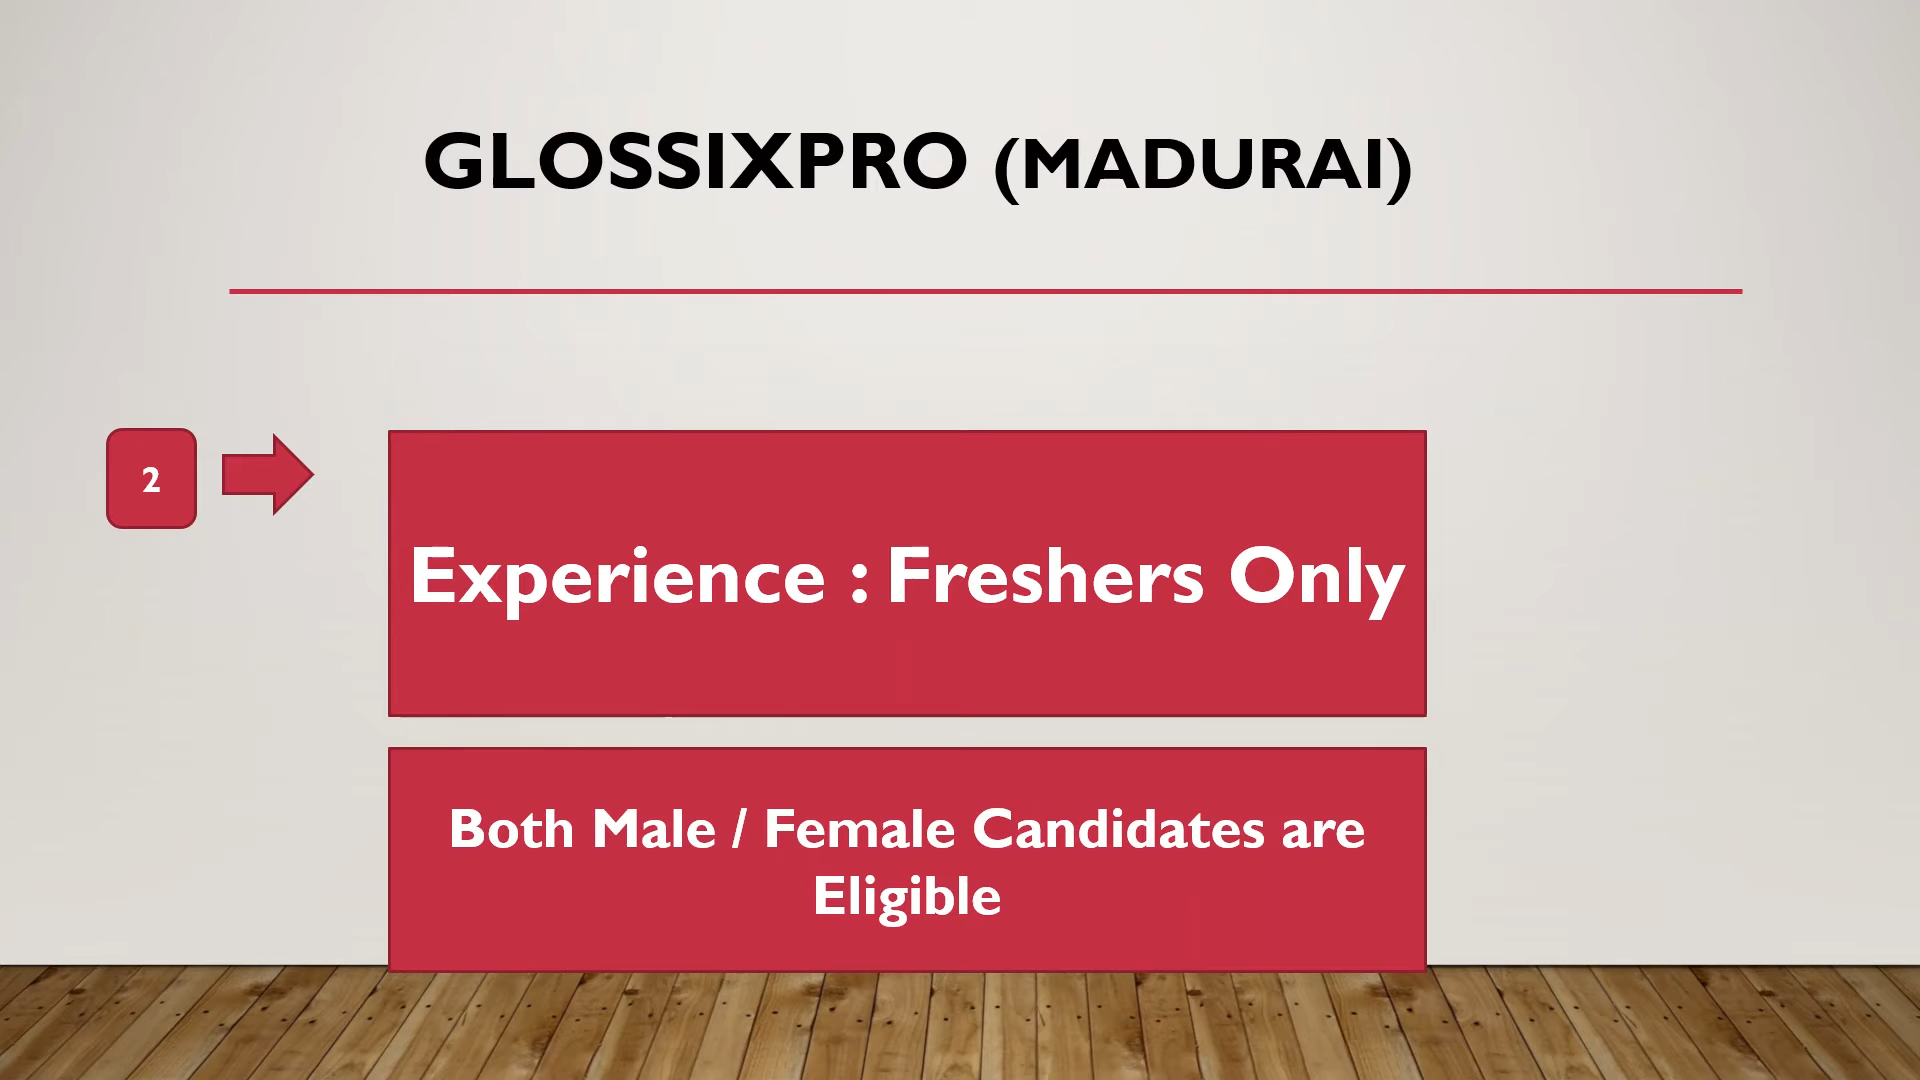 GLOSSIXPRO (MADURAI)
2
Experience : Freshers Only
Both Male / Female Candidates are
Eligible